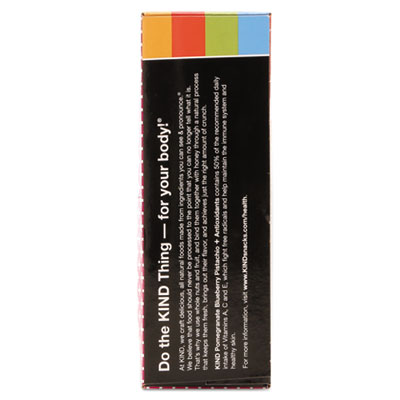 Do the KIND Thing — for your body!®
At KIND, we craft delicious, all natural foods made from ingredients you can see & pronounce.®
We believe that food should never be processed to the point that you can no longer tell what it is.
That's why we use whole nuts and fruit, and bind them together with honey through a natural process
that keeps them fresh, brings out their flavor, and achieves just the right amount of crunch.
KIND Pomegranate Blueberry Pistachio + Antioxidants contains 50% of the recommended daily
intake of Vitamins A, C and E, which fight free radicals and help maintain the immune system and
healthy skin.
For more information, visit www.KINDsnacks.com/health.